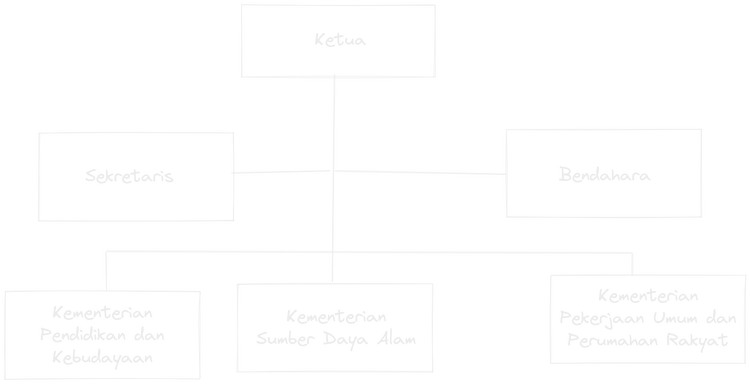 Ketua
Sekretaris
Bendahara
Kementerian
Pendidikan dan
Kebudayaan
Kementerian
Sumber Daya Alam
Kementerian
Pekerjaan Umum dan
Perumahan Rakyat